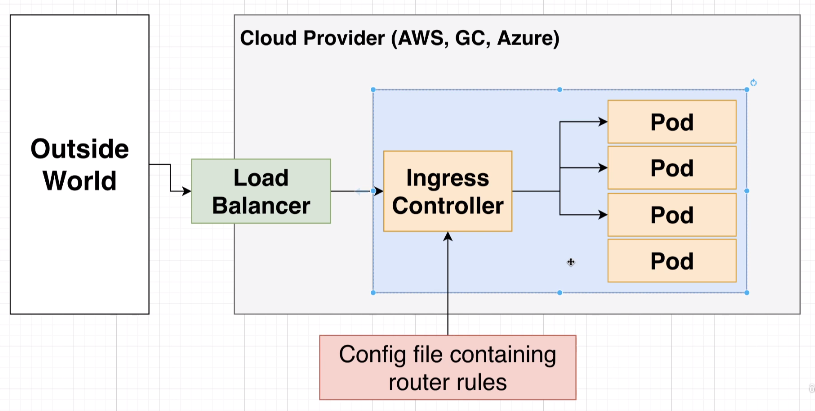 Cloud Provider (AWS, GC, Azure)
Outside
World
Load
Balancer
Ingress
Controller
Pod
Pod
Pod
Pod
Config file containing
router rules